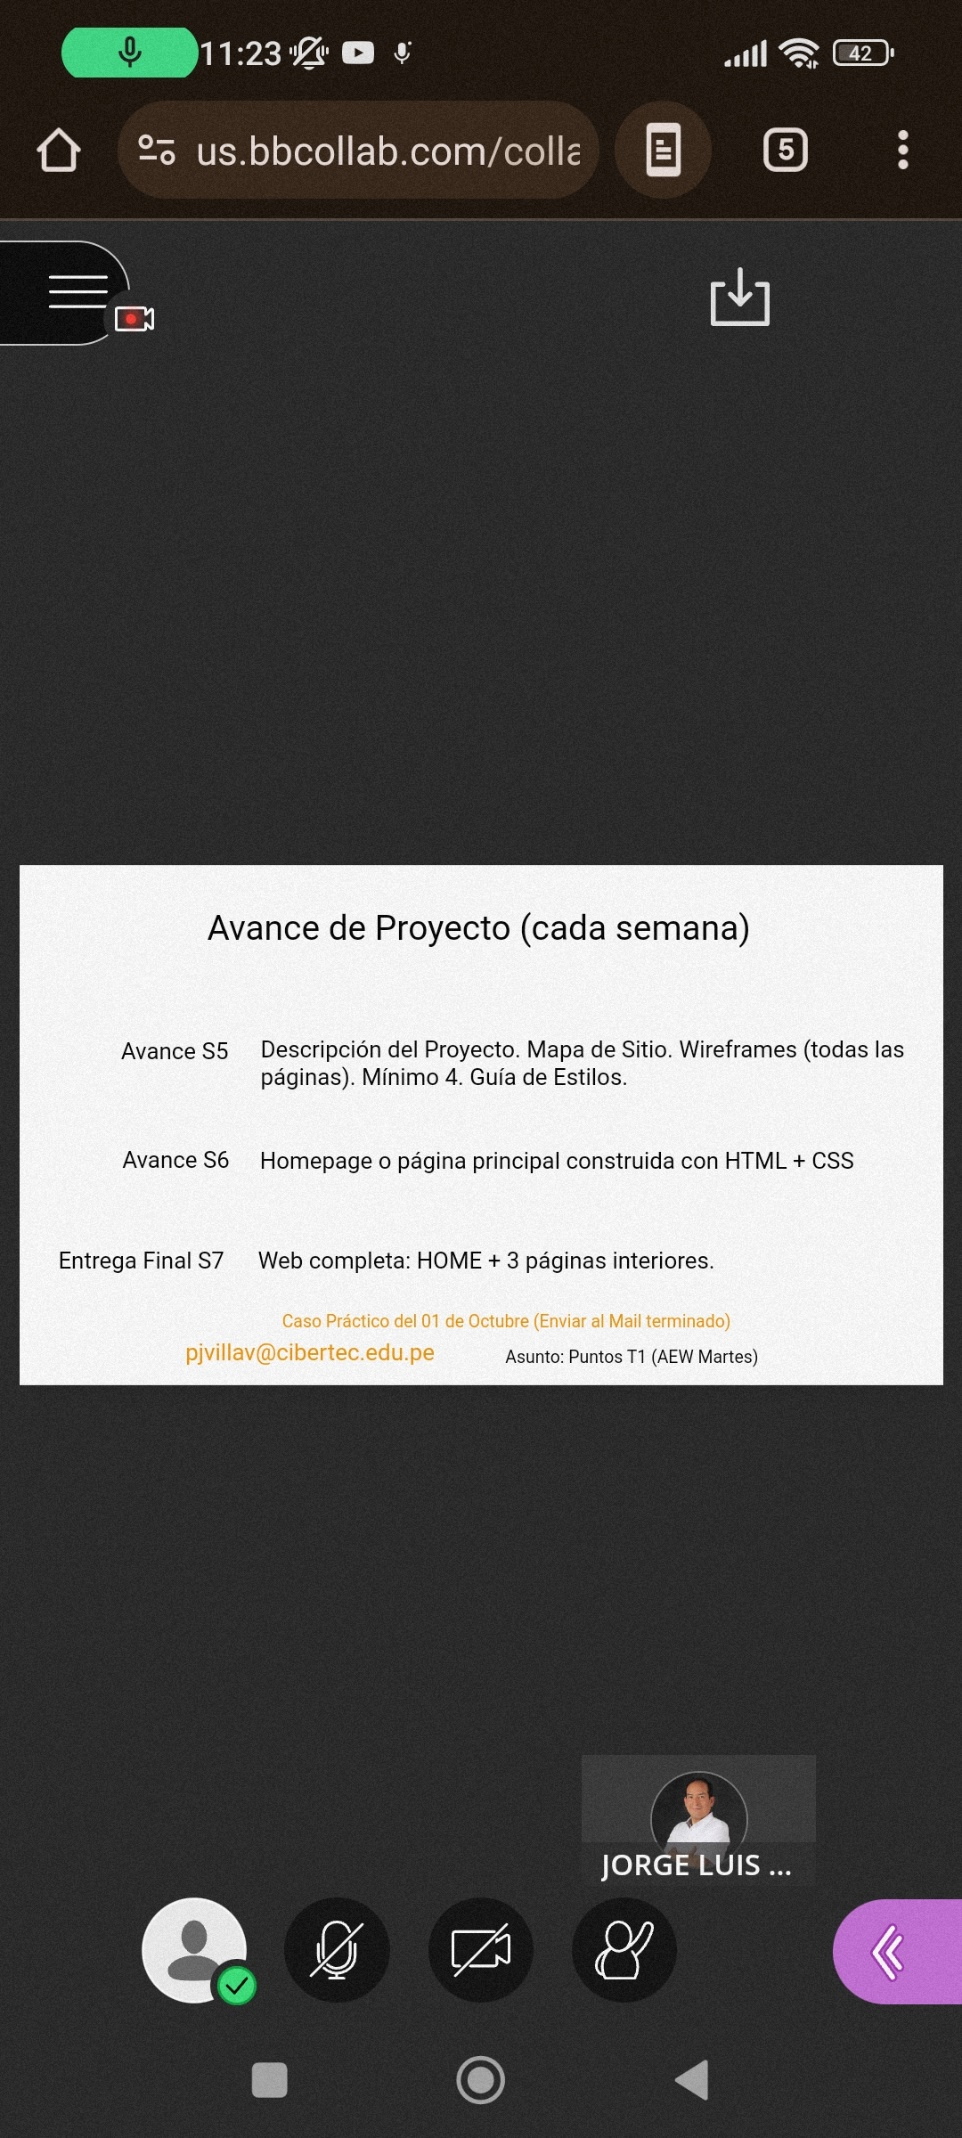 11:23
42
us.bbcollab.com/colla
5
Avance de Proyecto (cada semana)
Avance S5
Descripción del Proyecto. Mapa de Sitio. Wireframes (todas las
páginas). Mínimo 4. Guía de Estilos.
Avance S6
Homepage o página principal construida con HTML + CSS
Entrega Final S7
Web completa: HOME + 3 páginas interiores.
Caso Práctico del 01 de Octubre (Enviar al Mail terminado)
pjvillav@cibertec.edu.pe
Asunto: Puntos T1 (AEW Martes)
JORGE LUIS ...